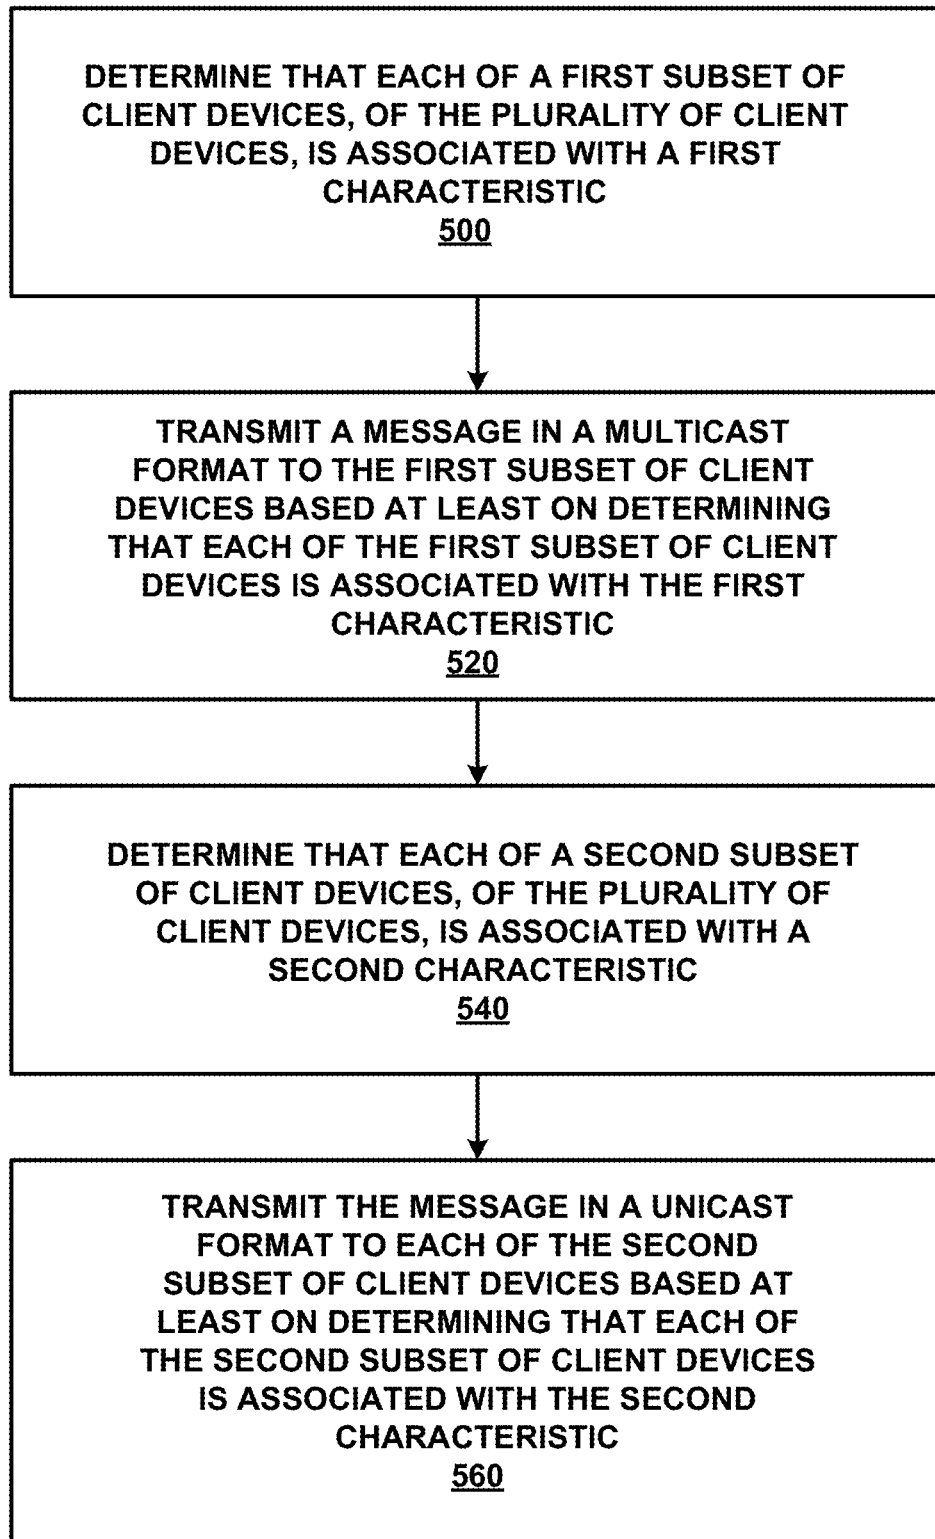 DETERMINE THAT EACH OF A FIRST SUBSET OF
CLIENT DEVICES, OF THE PLURALITY OF CLIENT
DEVICES, IS ASSOCIATED WITH A FIRST
CHARACTERISTIC
500
TRANSMIT A MESSAGE IN A MULTICAST
FORMAT TO THE FIRST SUBSET OF CLIENT
DEVICES BASED AT LEAST ON DETERMINING
THAT EACH OF THE FIRST SUBSET OF CLIENT
DEVICES IS ASSOCIATED WITH THE FIRST
CHARACTERISTIC
520
DETERMINE THAT EACH OF A SECOND SUBSET
OF CLIENT DEVICES, OF THE PLURALITY OF
CLIENT DEVICES, IS ASSOCIATED WITH A
SECOND CHARACTERISTIC
540
TRANSMIT THE MESSAGE IN A UNICAST
FORMAT TO EACH OF THE SECOND
SUBSET OF CLIENT DEVICES BASED AT
LEAST ON DETERMINING THAT EACH OF
THE SECOND SUBSET OF CLIENT DEVICES
IS ASSOCIATED WITH THE SECOND
CHARACTERISTIC
560